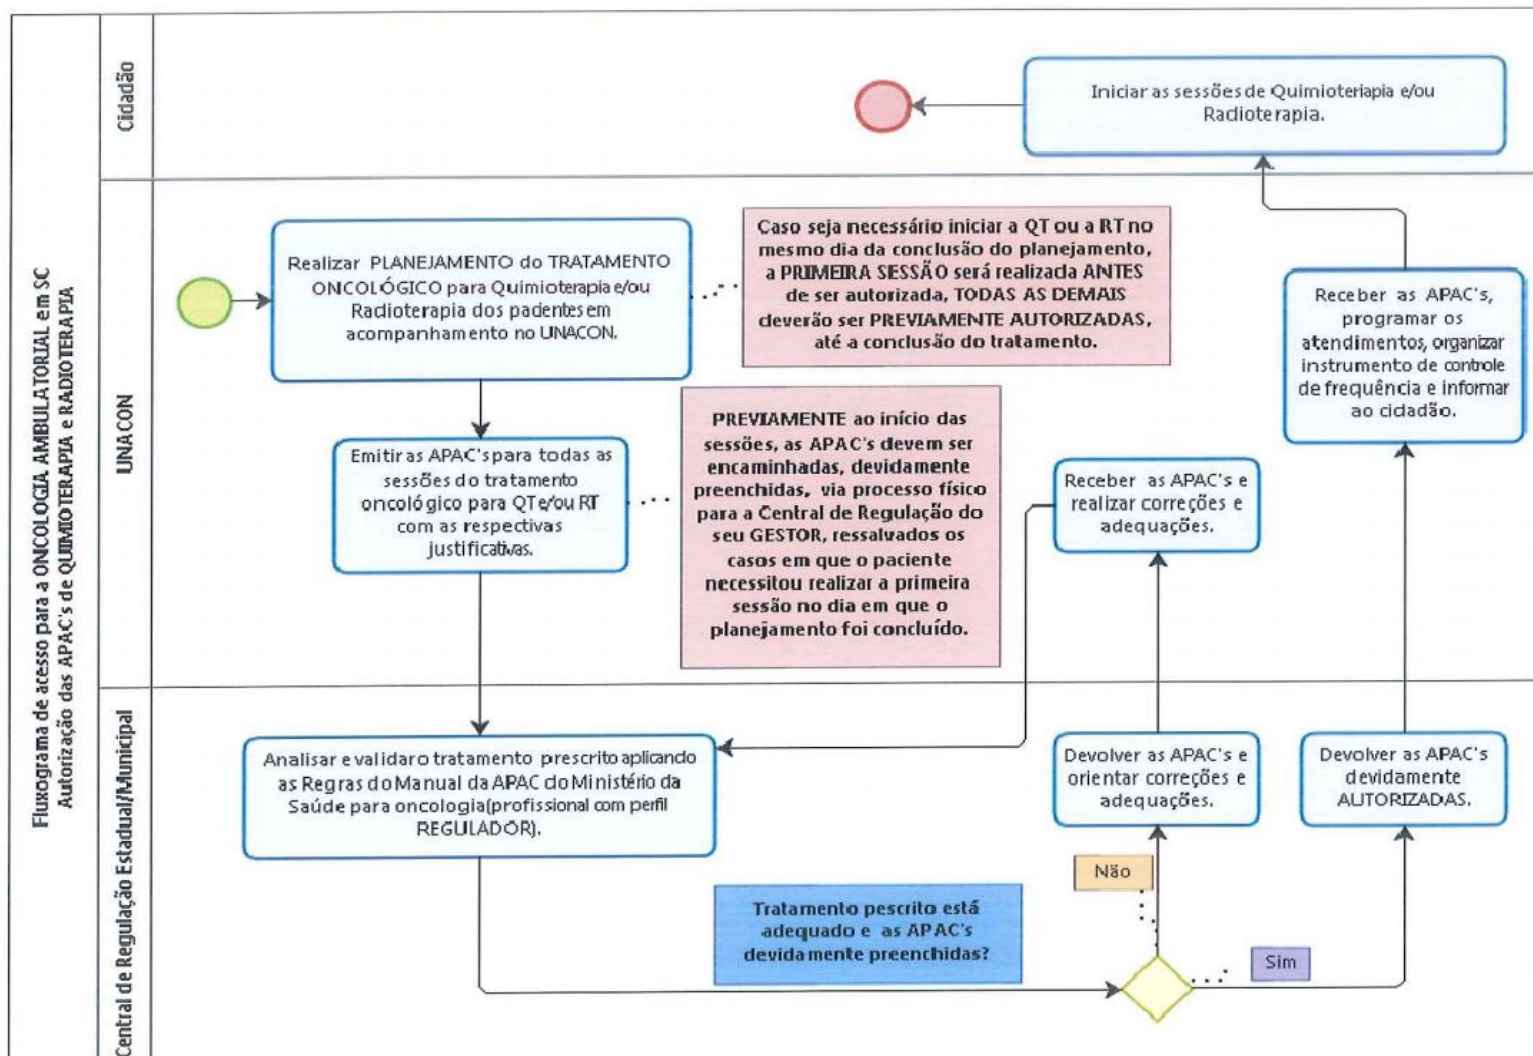 Fluxograma de acesso para a ONCOLOGIA AMBULATORIAL em SC
Autorização das APAC's de QUIMIOTERAPIA e RADIOTERAPIA
Cidadão
Iniciar as sessões de Quimioteriapia e/ou
Radioterapia.
UNACON
Realizar PLANEJAMENTO do TRATAMENTO
ONCOLÓGICO para Quimioterapia e/ou
Radioterapia dos pacientes em
acompanhamento no UNACON.
Caso seja necessário iniciar a QT ou a RT no
mesmo dia da conclusão do planejamento,
a PRIMEIRA SESSÃO será realizada ANTES
de ser autorizada, TODAS AS DEMAIS
deverão ser PREVIAMENTE AUTORIZADAS,
até a conclusão do tratamento.
Receber as APAC's,
programar os
atendimentos, organizar
instrumento de controle
de frequência e informar
ao cidadão.
Emitir as APAC's para todas as
sessões do tratamento
oncológico para QT e/ou RT
com as respectivas
justificativas.
PREVIAMENTE ao início das
sessões, as APAC's devem ser
encaminhadas, devidamente
preenchidas, via processo físico
para a Central de Regulação do
seu GESTOR, ressalvados os
casos em que o paciente
necessitou realizar a primeira
sessão no dia em que o
planejamento foi concluído.
Receber as APAC's e
realizar correções e
adequações.
Central de Regulação Estadual/Municipal
Analisar e validar o tratamento prescrito aplicando
as Regras do Manual da APAC do Ministério da
Saúde para oncologia(profissional com perfil
REGULADOR).
Devolver as APAC's e
orientar correções e
adequações.
Devolver as APAC's
devidamente
AUTORIZADAS.
Não
Tratamento pescrito está
adequado e as APAC's
devidamente preenchidas?
Sim